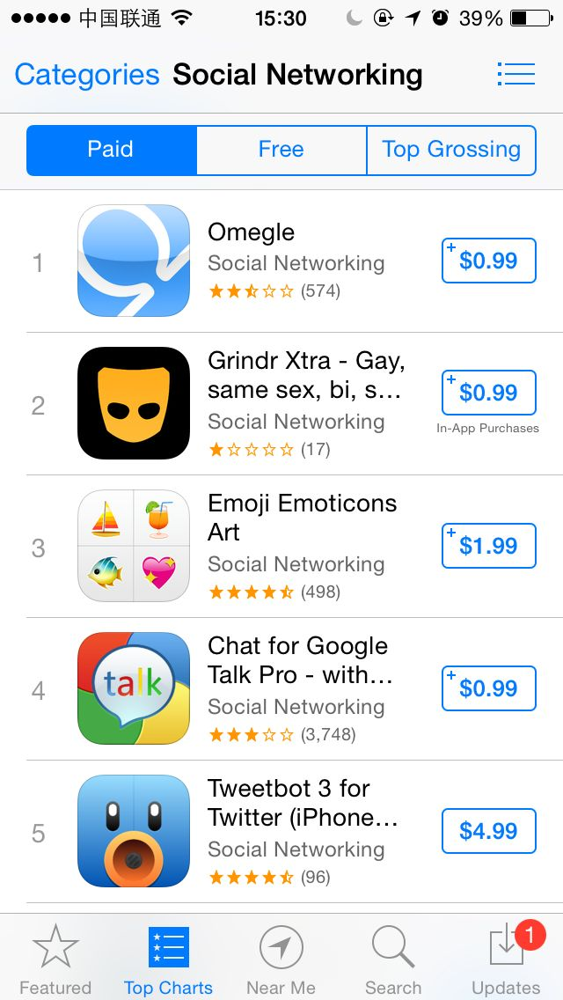 中国联通 15:30 39%
Categories Social Networking
Paid Free Top Grossing
1
Omegle
Social Networking
(574)
+ $0.99
2
Grindr Xtra - Gay,
same sex, bi, s...
Social Networking
(17)
+ $0.99
In-App Purchases
3
Emoji Emoticons
Art
Social Networking
(498)
+ $1.99
4
talk
Chat for Google
Talk Pro - with...
Social Networking
(3,748)
+ $0.99
5
Tweetbot 3 for
Twitter (iPhone...
Social Networking
(96)
$4.99
1
Featured Top Charts Near Me Search Updates